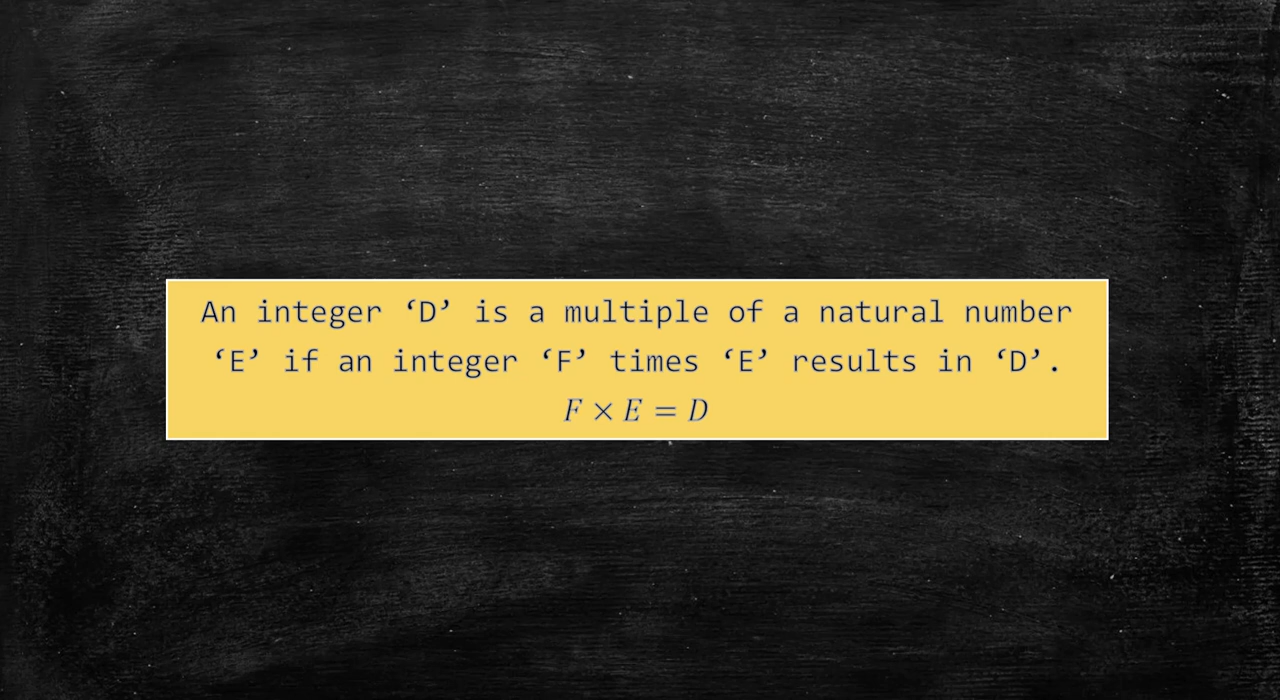 An integer ‘D’ is a multiple of a natural number
‘E’ if an integer ‘F’ times ‘E’ results in ‘D’.
F × E = D